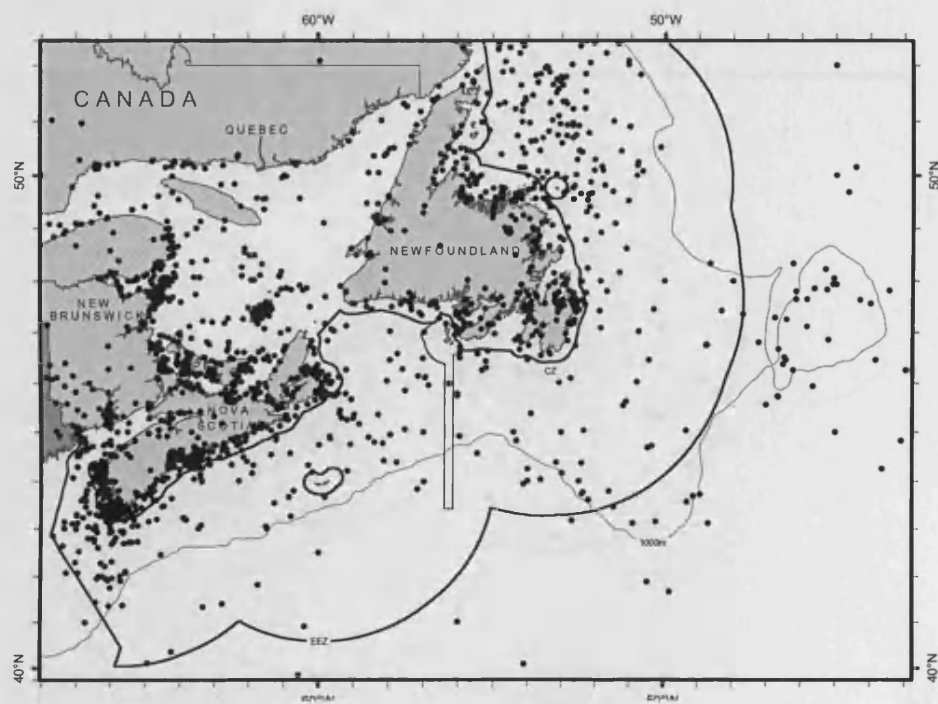 60°W
50°W
CANADA
QUEBEC
50°N
50°N
NEWFOUNDLAND
NEW
BRUNSWICK
CZ
NOVA
SCOTIA
1000m
EEZ
40°N
40°N